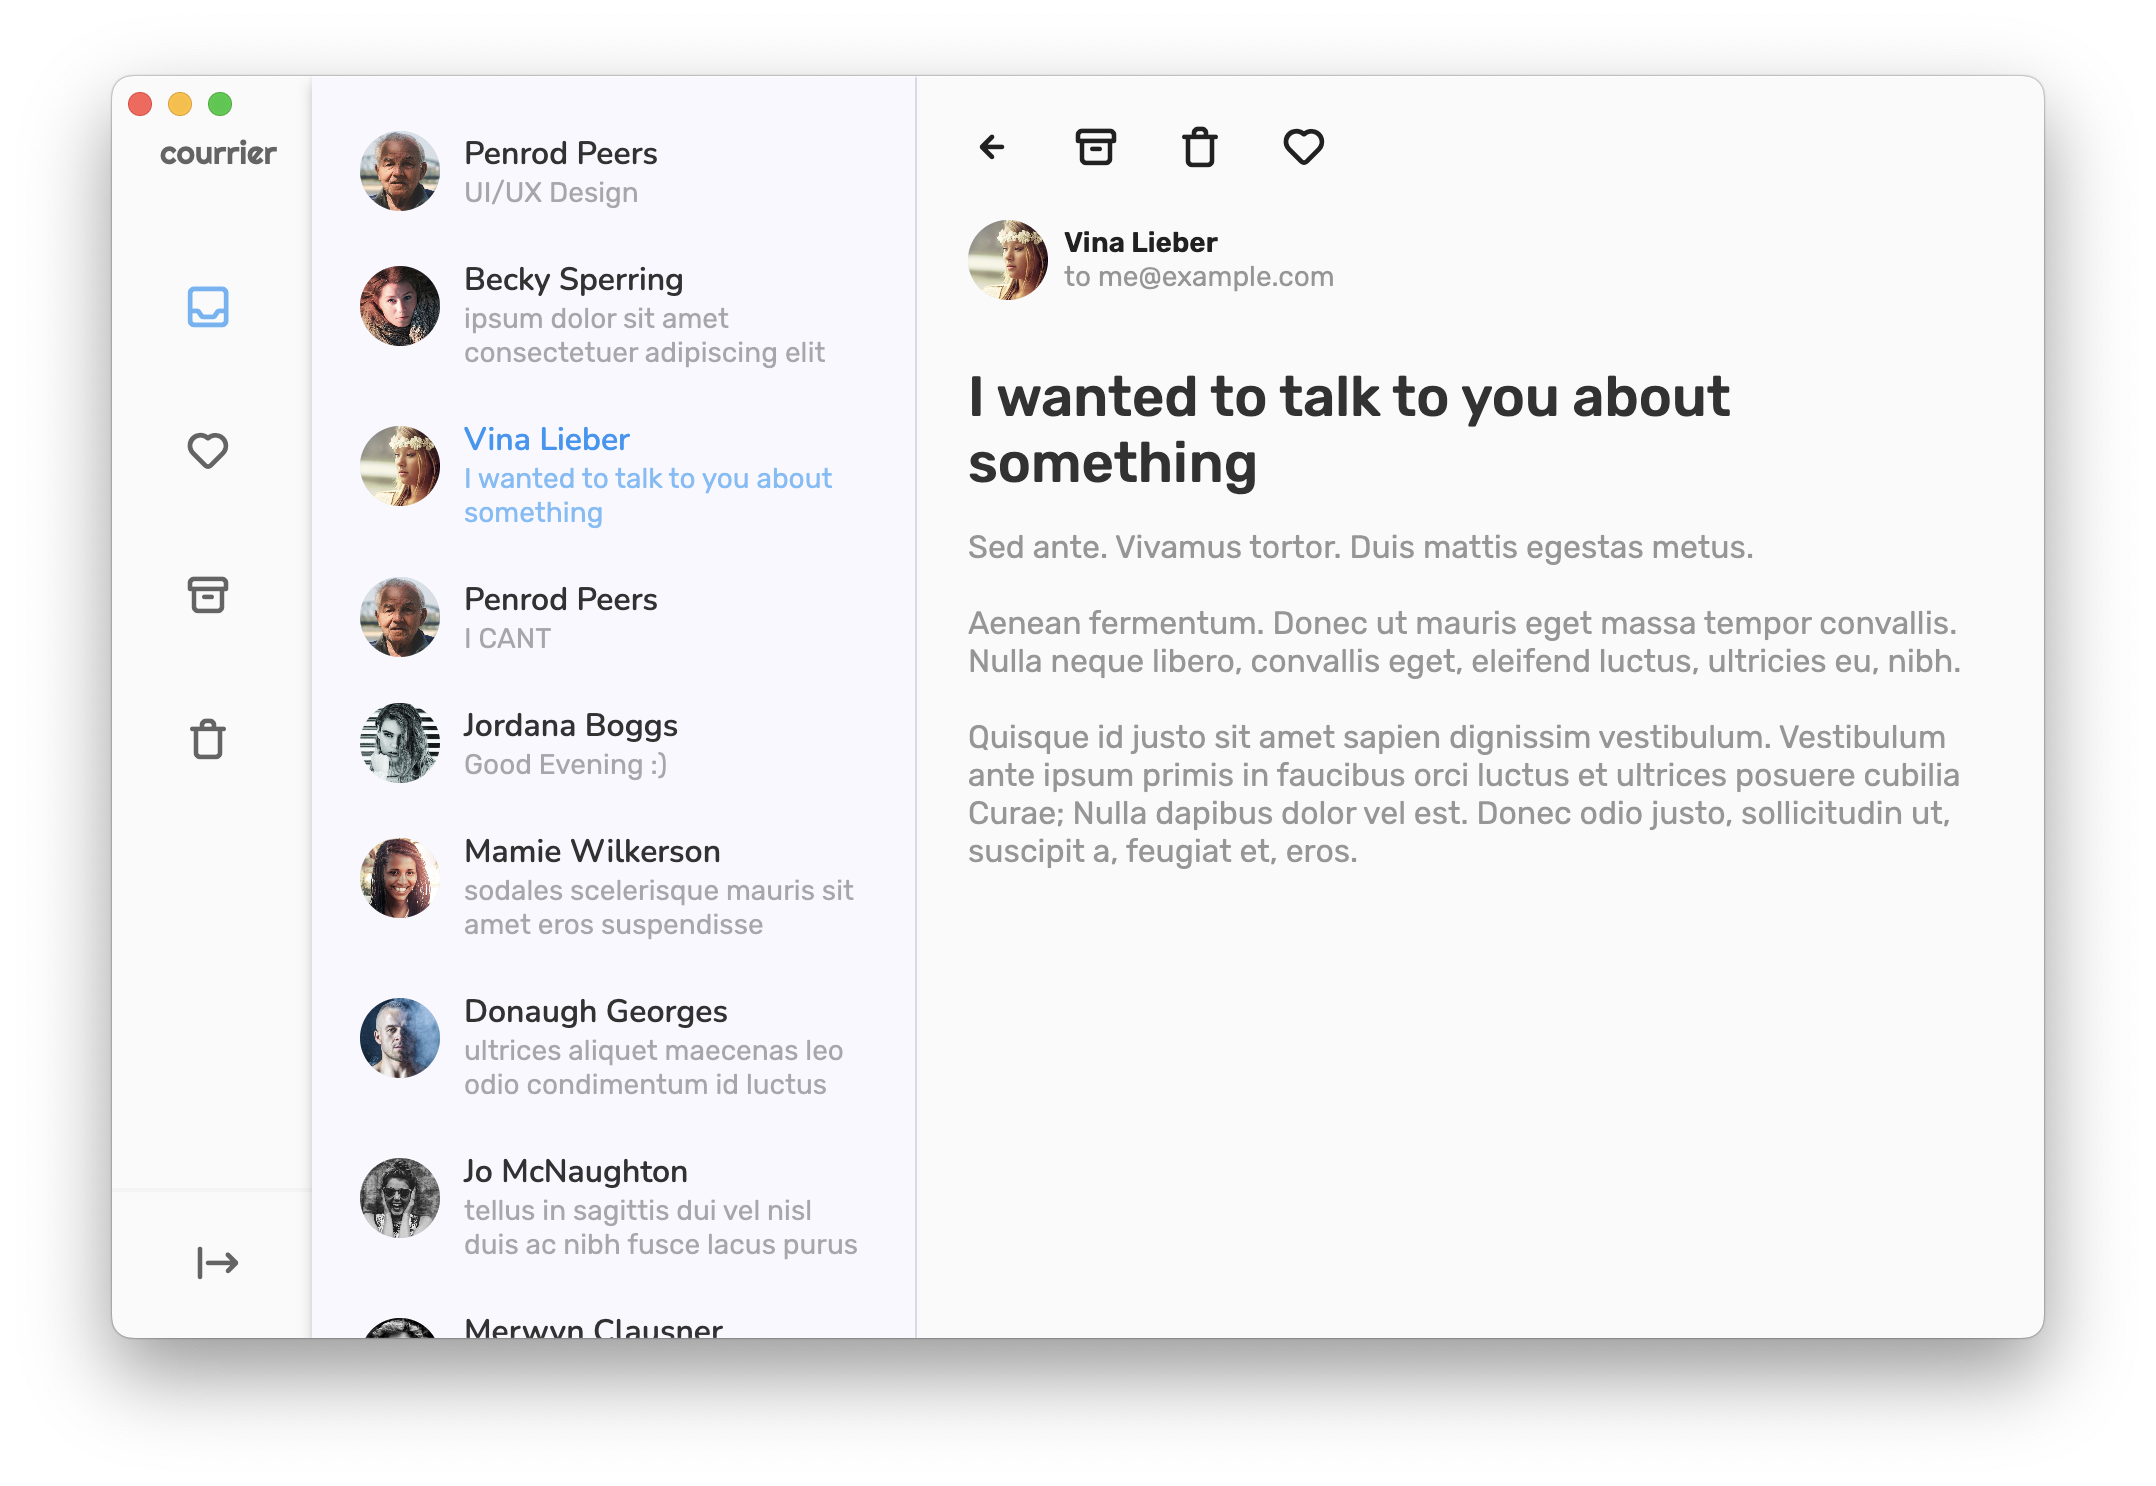 courrier
Penrod Peers
UI/UX Design
Becky Sperring
ipsum dolor sit amet
consectetuer adipiscing elit
Vina Lieber
I wanted to talk to you about
something
Penrod Peers
I CANT
Jordana Boggs
Good Evening :)
Mamie Wilkerson
sodales scelerisque mauris sit
amet eros suspendisse
Donaugh Georges
ultrices aliquet maecenas leo
odio condimentum id luctus
Jo McNaughton
tellus in sagittis dui vel nisl
duis ac nibh fusce lacus purus
Merwyn Clausner
Vina Lieber
to me@example.com
I wanted to talk to you about
something
Sed ante. Vivamus tortor. Duis mattis egestas metus.
Aenean fermentum. Donec ut mauris eget massa tempor convallis.
Nulla neque libero, convallis eget, eleifend luctus, ultricies eu, nibh.
Quisque id justo sit amet sapien dignissim vestibulum. Vestibulum
ante ipsum primis in faucibus orci luctus et ultrices posuere cubilia
Curae; Nulla dapibus dolor vel est. Donec odio justo, sollicitudin ut,
suscipit a, feugiat et, eros.